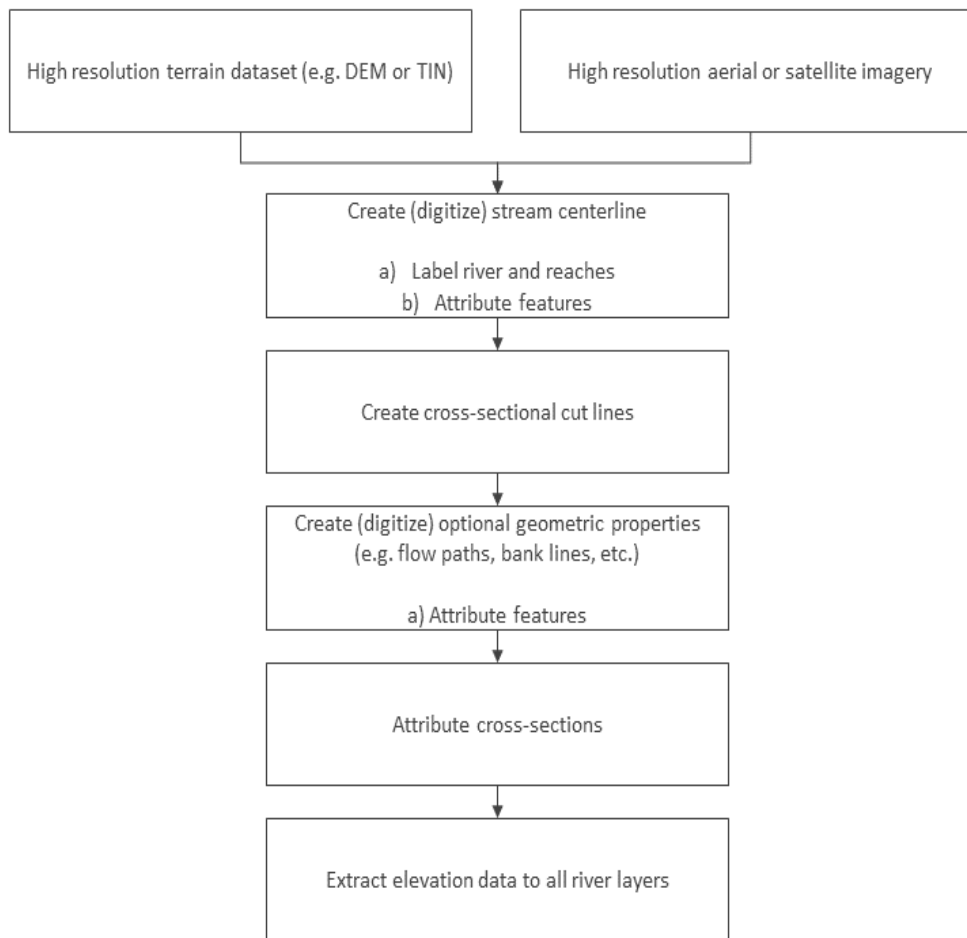 High resolution terrain dataset (e.g. DEM or TIN)
High resolution aerial or satellite imagery
Create (digitize) stream centerline
a) Label river and reaches
b) Attribute features
Create cross-sectional cut lines
Create (digitize) optional geometric properties
(e.g. flow paths, bank lines, etc.)
a) Attribute features
Attribute cross-sections
Extract elevation data to all river layers